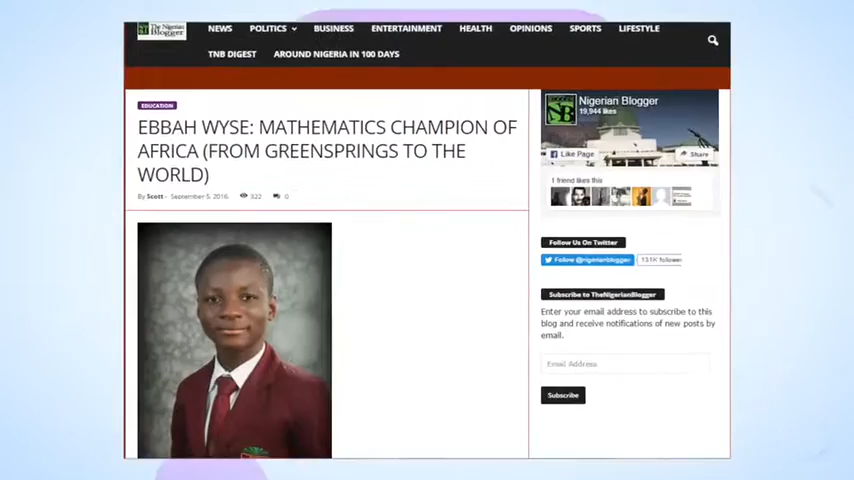 The Nigerian
Blogger
NEWS
POLITICS
BUSINESS
ENTERTAINMENT
HEALTH
OPINIONS
SPORTS
LIFESTYLE
TNB DIGEST
AROUND NIGERIA IN 100 DAYS
EDUCATION
EBBAH WYSE: MATHEMATICS CHAMPION OF
AFRICA (FROM GREENSPRINGS TO THE
WORLD)
By Scott - September 5, 2016
322
0
Nigerian Blogger
19,944 likes
Like Page
Share
1 friend likes this
Follow Us On Twitter
Follow @nigerianblogger
131K follower
Subscribe to TheNigerianBlogger
Enter your email address to subscribe to this
blog and receive notifications of new posts by
email.
Email Address
Subscribe